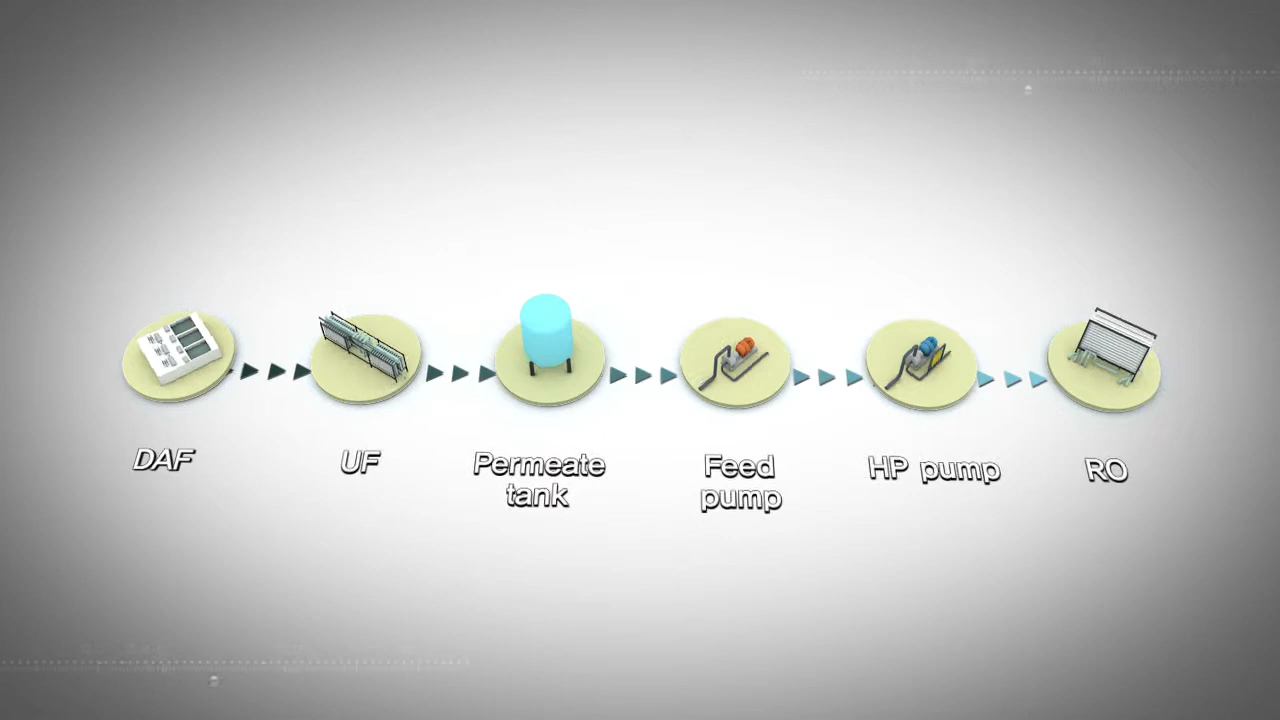 DAF
UF
Permeate
tank
Feed
pump
HP pump
RO